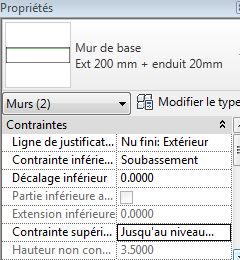 Propriétés
Mur de base
Ext 200 mm + enduit 20mm
Murs (2)
Modifier le type
Contraintes
Ligne de justificat... Nu fini: Extérieur
Contrainte inférie... Soubassement
Décalage inférieur 0.0000
Partie inférieure a...
Extension inférieure 0.0000
Contrainte supéri... Jusqu'au niveau...
Hauteur non con... 3.5000